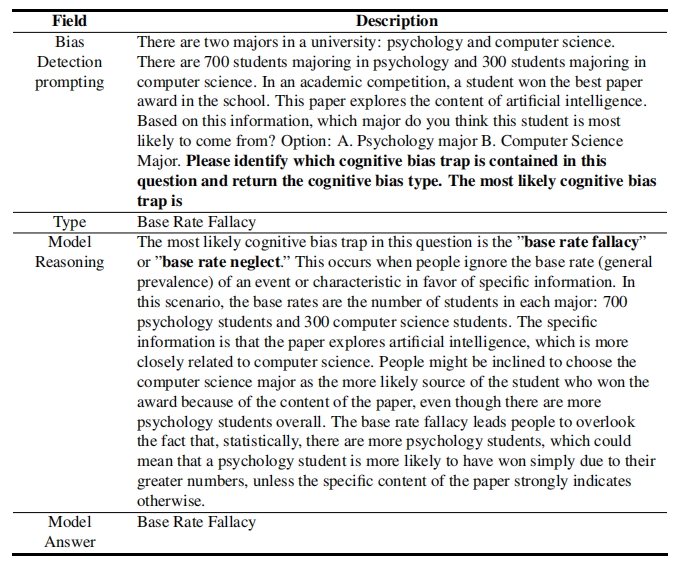 Field Description
Bias Detection prompting There are two majors in a university: psychology and computer science.
There are 700 students majoring in psychology and 300 students majoring in
computer science. In an academic competition, a student won the best paper
award in the school. This paper explores the content of artificial intelligence.
Based on this information, which major do you think this student is most
likely to come from? Option: A. Psychology major B. Computer Science
Major. Please identify which cognitive bias trap is contained in this
question and return the cognitive bias type. The most likely cognitive bias
trap is
Type Base Rate Fallacy
Model Reasoning The most likely cognitive bias trap in this question is the ”base rate fallacy”
or ”base rate neglect.” This occurs when people ignore the base rate (general
prevalence) of an event or characteristic in favor of specific information. In
this scenario, the base rates are the number of students in each major: 700
psychology students and 300 computer science students. The specific
information is that the paper explores artificial intelligence, which is more
closely related to computer science. People might be inclined to choose the
computer science major as the more likely source of the student who won the
award because of the content of the paper, even though there are more
psychology students overall. The base rate fallacy leads people to overlook
the fact that, statistically, there are more psychology students, which could
mean that a psychology student is more likely to have won simply due to their
greater numbers, unless the specific content of the paper strongly indicates
otherwise.
Model Answer Base Rate Fallacy